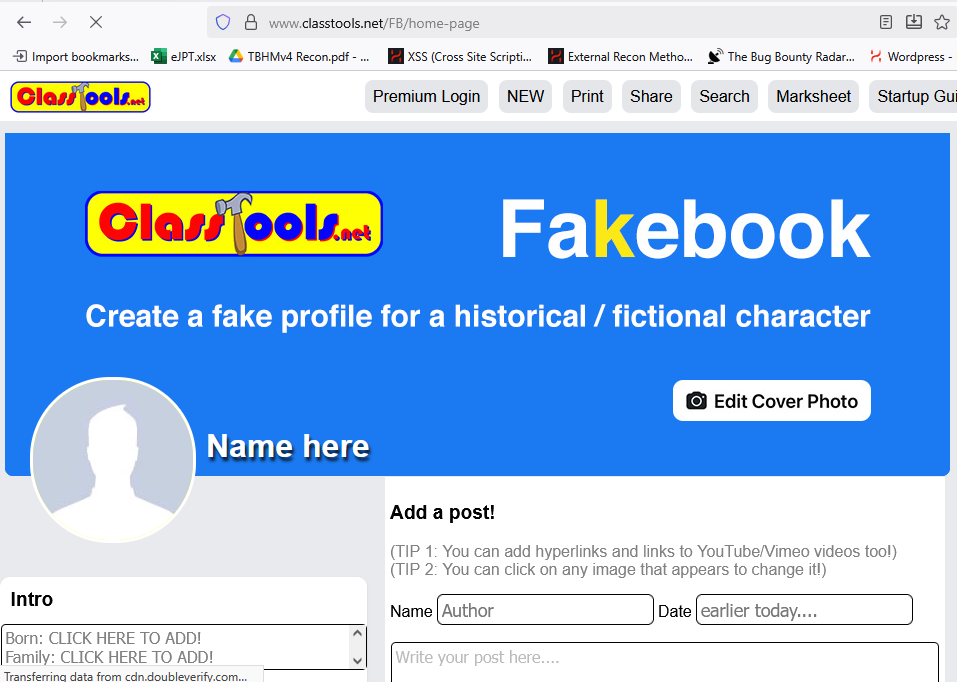 www.classtools.net/FB/home-page
Import bookmarks... eJPT.xlsx TBHMv4 Recon.pdf - ... XSS (Cross Site Scripti... External Recon Metho... The Bug Bounty Radar... Wordpress -
ClassTools.net Premium Login NEW Print Share Search Marksheet Startup Gui
ClassTools.net Fakebook
Create a fake profile for a historical / fictional character
Edit Cover Photo
Name here
Add a post!
(TIP 1: You can add hyperlinks and links to YouTube/Vimeo videos too!)
(TIP 2: You can click on any image that appears to change it!)
Intro
Name Author Date earlier today....
Born: CLICK HERE TO ADD!
Family: CLICK HERE TO ADD!
Write your post here....
Transferring data from cdn.doubleverify.com...